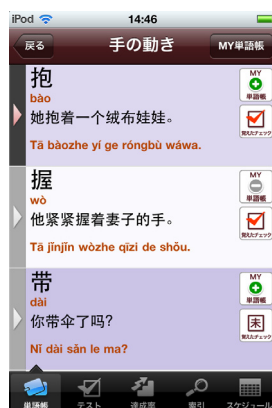 iPod 14:46
戻る 手の動き MY単語帳
抱
bào
她抱着一个绒布娃娃。
Tā bàozhe yí ge róngbù wáwa.
MY
単語帳
覚えたチェック
握
wò
他紧紧握着妻子的手。
Tā jǐnjǐn wòzhe qīzi de shǒu.
MY
単語帳
覚えたチェック
带
dài
你带伞了吗?
Nǐ dài sǎn le ma?
MY
単語帳
末
覚えたチェック
単語帳 テスト 達成率 索引 スケジュール